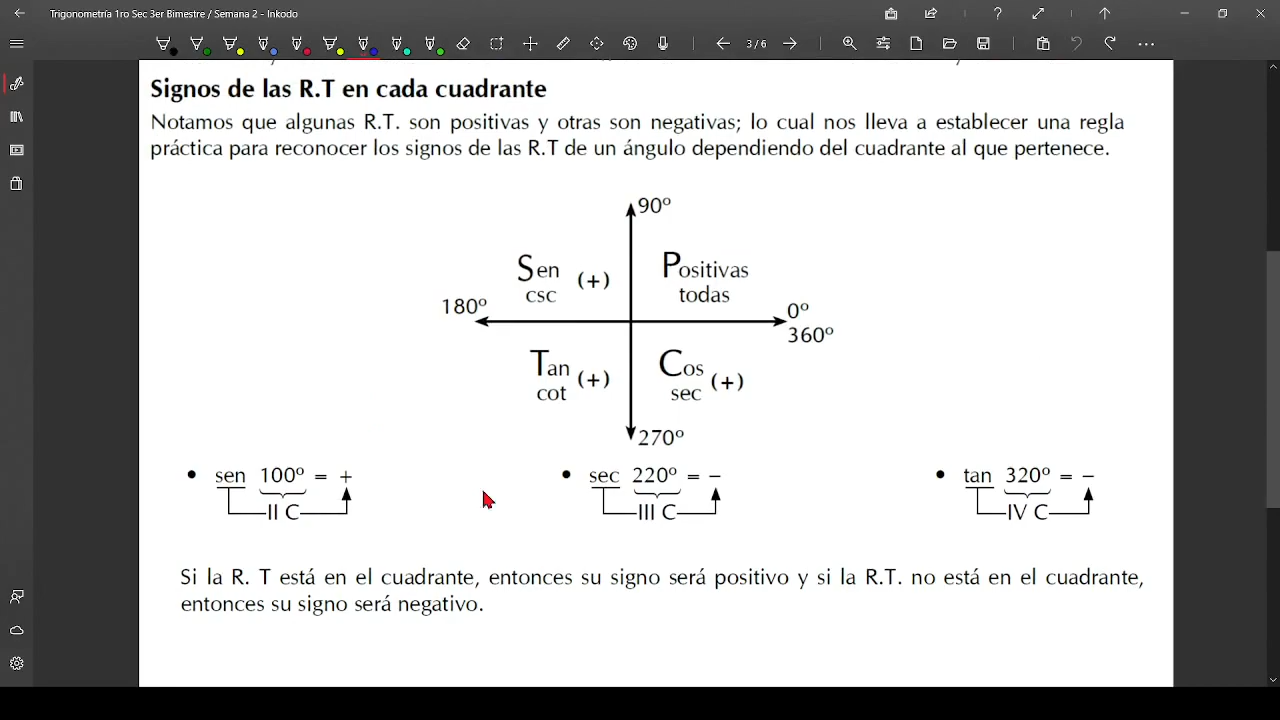 Trigonometría 1ro Sec 3er Bimestre / Semana 2 - Inkodo
3/6
Signos de las R.T en cada cuadrante
Notamos que algunas R.T. son positivas y otras son negativas; lo cual nos lleva a establecer una regla
práctica para reconocer los signos de las R.T de un ángulo dependiendo del cuadrante al que pertenece.
90º
Sen
csc
(+)
Positivas
todas
180º
0º
360º
Tan
cot
(+)
Cos
sec
(+)
270º
• sen 100º = +
II C
• sec 220º = −
III C
• tan 320º = −
IV C
Si la R. T está en el cuadrante, entonces su signo será positivo y si la R.T. no está en el cuadrante,
entonces su signo será negativo.